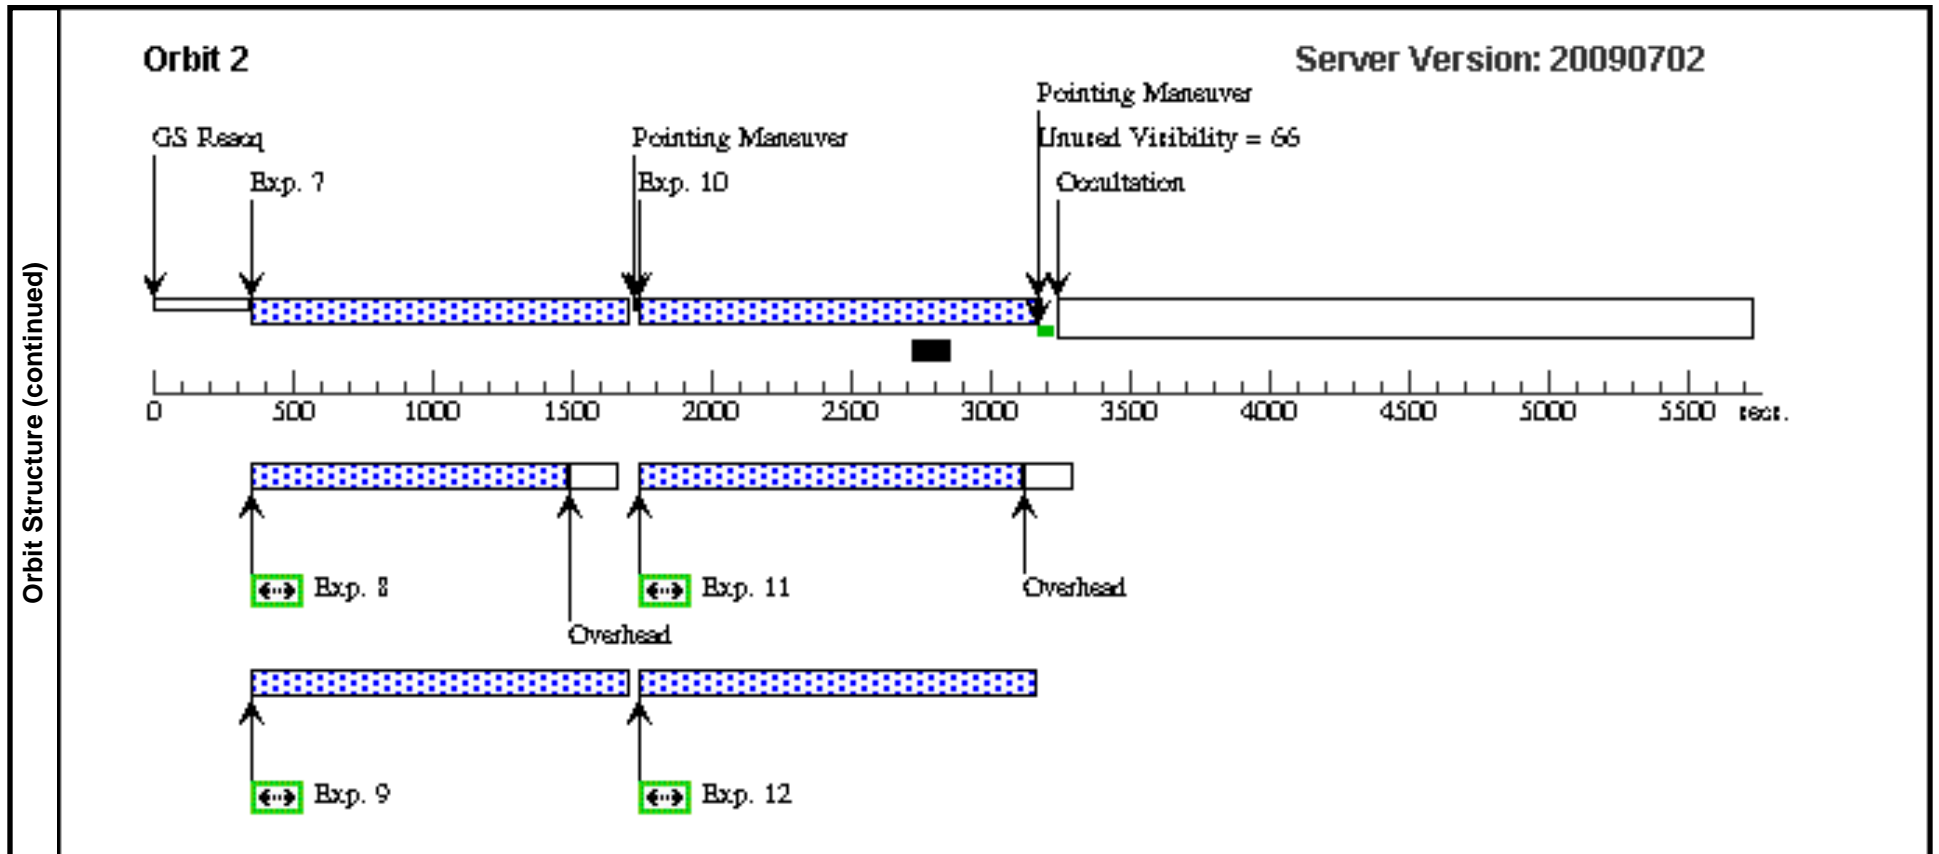 Orbit Structure (continued)
Orbit 2
Server Version: 20090702
Pointing Maneuver
GS Reacq
Pointing Maneuver
Unused Visibility = 66
Exp. 7
Exp. 10
Occultation
0 500 1000 1500 2000 2500 3000 3500 4000 4500 5000 5500 secs.
Exp. 8
Exp. 11
Overhead
Overhead
Exp. 9
Exp. 12